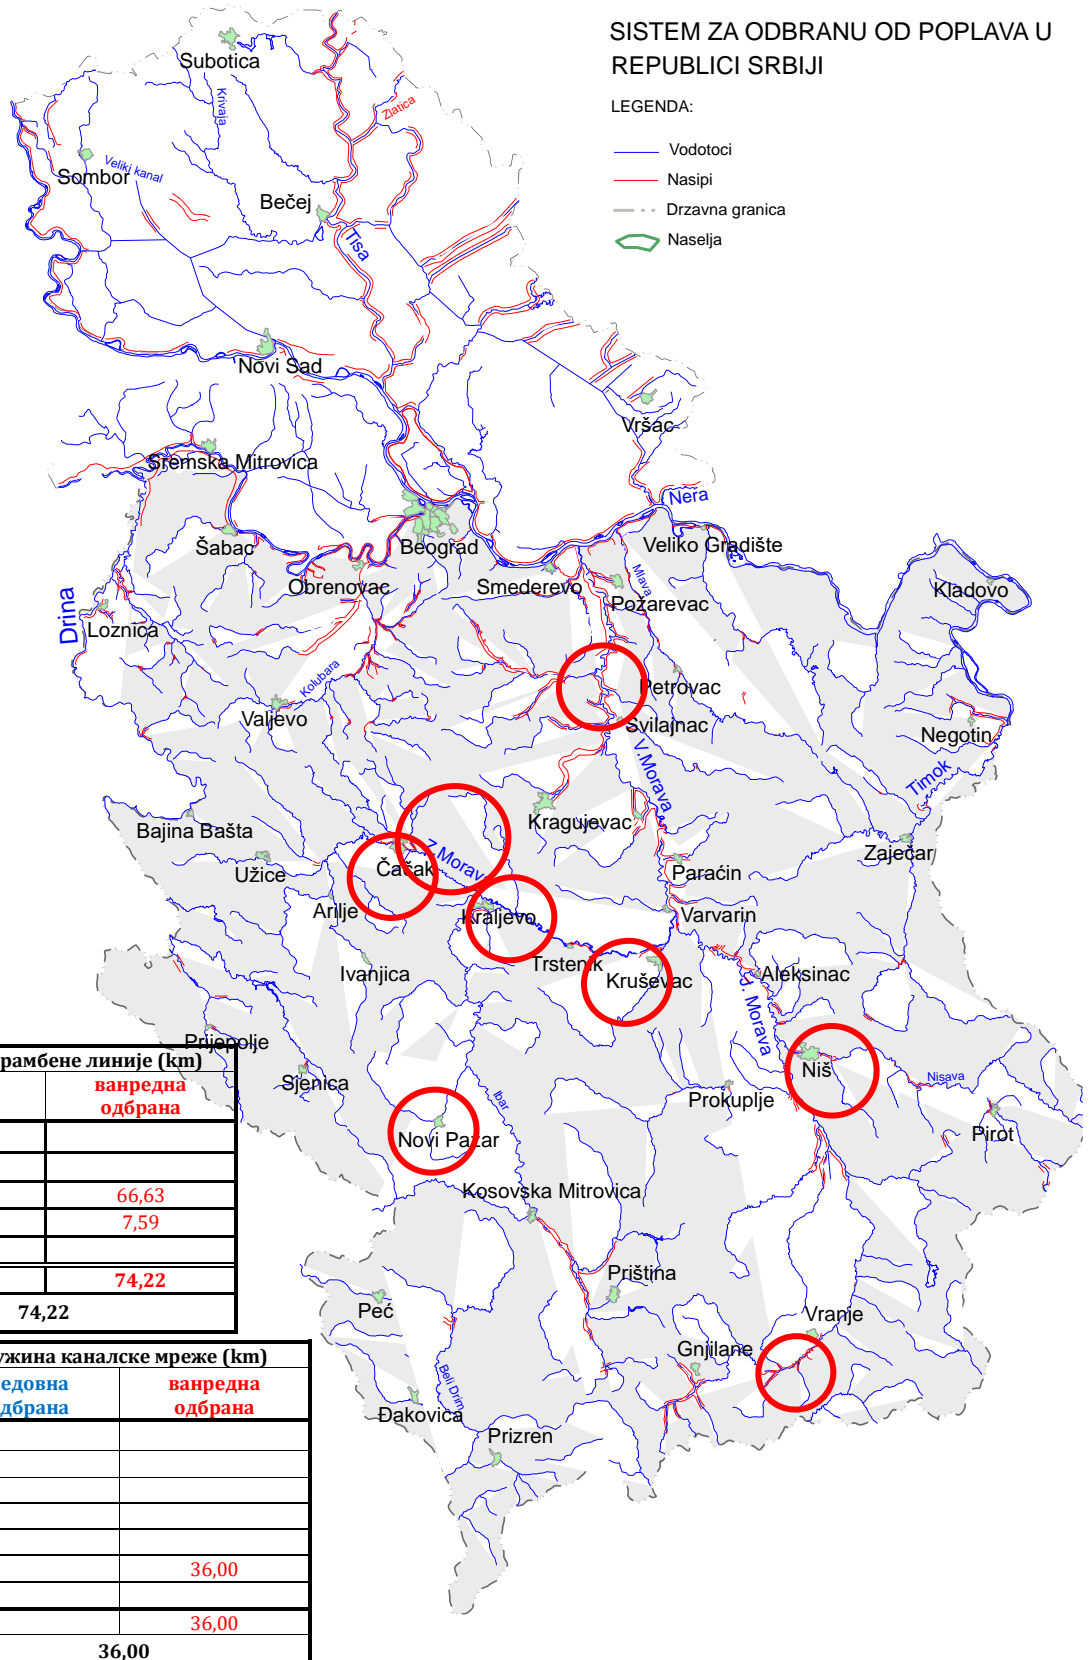 SISTEM ZA ODBRANU OD POPLAVA U
REPUBLICI SRBIJI
LEGENDA:
Vodotoci
Nasipi
Drzavna granica
Naselja
Subotica
Krivaja
Zlatica
Sombor
Veliki kanal
Bečej
Tisa
Novi Sad
Vršac
Sremska Mitrovica
Nera
Šabac
Beograd
Veliko Gradište
Obrenovac
Smederevo
Mlava
Požarevac
Kladovo
Drina
Loznica
Kolubara
Petrovac
Valjevo
Svilajnac
Negotin
V.Morava
Timok
Bajina Bašta
Kragujevac
Z.Morava
Zaječar
Užice
Čačak
Paraćin
Arilje
Kraljevo
Varvarin
Ivanjica
Trstenik
Kruševac
Aleksinac
J. Morava
Prijepolje
Sjenica
Ibar
Niš
Nisava
Prokuplje
Pirot
Novi Pazar
Kosovska Mitrovica
Priština
Peć
Vranje
Gnjilane
Beli Drim
Đakovica
Prizren
рамбене линије (km)
ванредна
одбрана
66,63
7,59
74,22
74,22
ужина каналске мреже (km)
едовна ванредна
дбрана одбрана
36,00
36,00
36,00